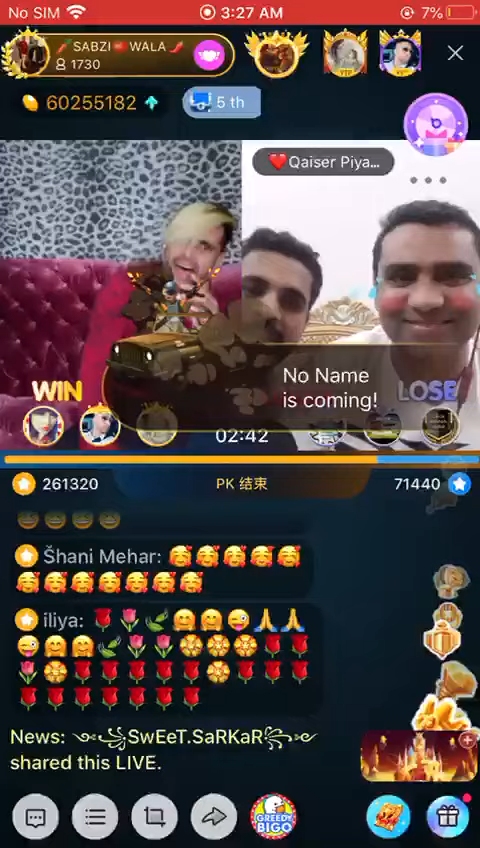 No SIM 3:27 AM 7%
SABZI WALA
1730
60255182 5 th
❤️Qaiser Piya...
No Name
is coming!
WIN LOSE
02:42
261320 PK 结束 71440
Šhani Mehar: 🥰🥰🥰🥰🥰
🥰🥰🥰🥰🥰🥰🥰
iliya: 🌹🌷🌿🤗🤗😜🙏🙏
😜🤗🤗🌿🌷🌷🏵️🏵️🏵️🌹🌹
🌷🏵️🌹🌹🌹🌹🌹🏵️🌹🌹🌹
🌹🌹🌹🌹🌹🌹🌹
News: SwEeT.SaRKaR
shared this LIVE.
GREEDY
BIGO